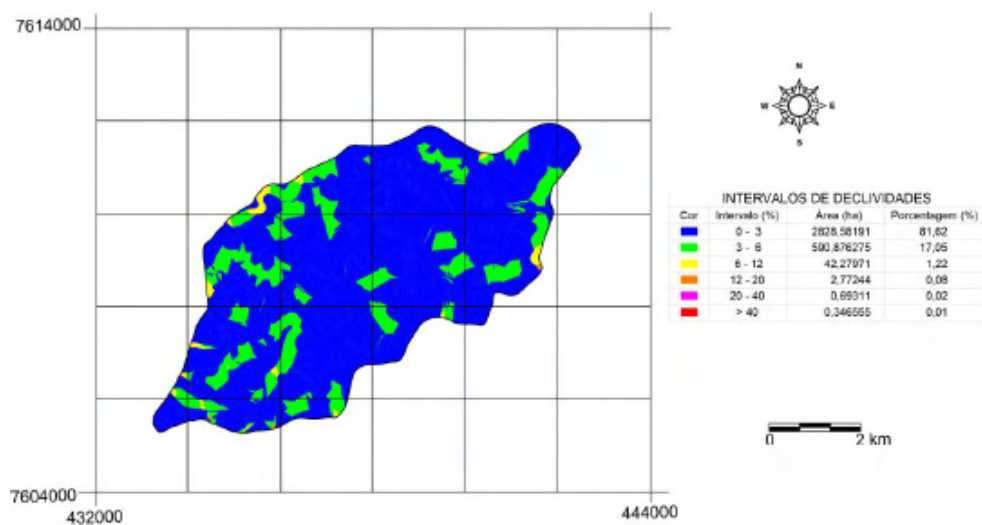 7614000
N
W E
S
INTERVALOS DE DECLIVIDADES
Cor Intervalo (%) Área (ha) Porcentagem (%)
0 - 3 2828,58191 81,62
3 - 6 590,876275 17,05
6 - 12 42,27971 1,22
12 - 20 2,77244 0,08
20 - 40 0,69311 0,02
> 40 0,346555 0,01
0 2 km
7604000
432000 444000